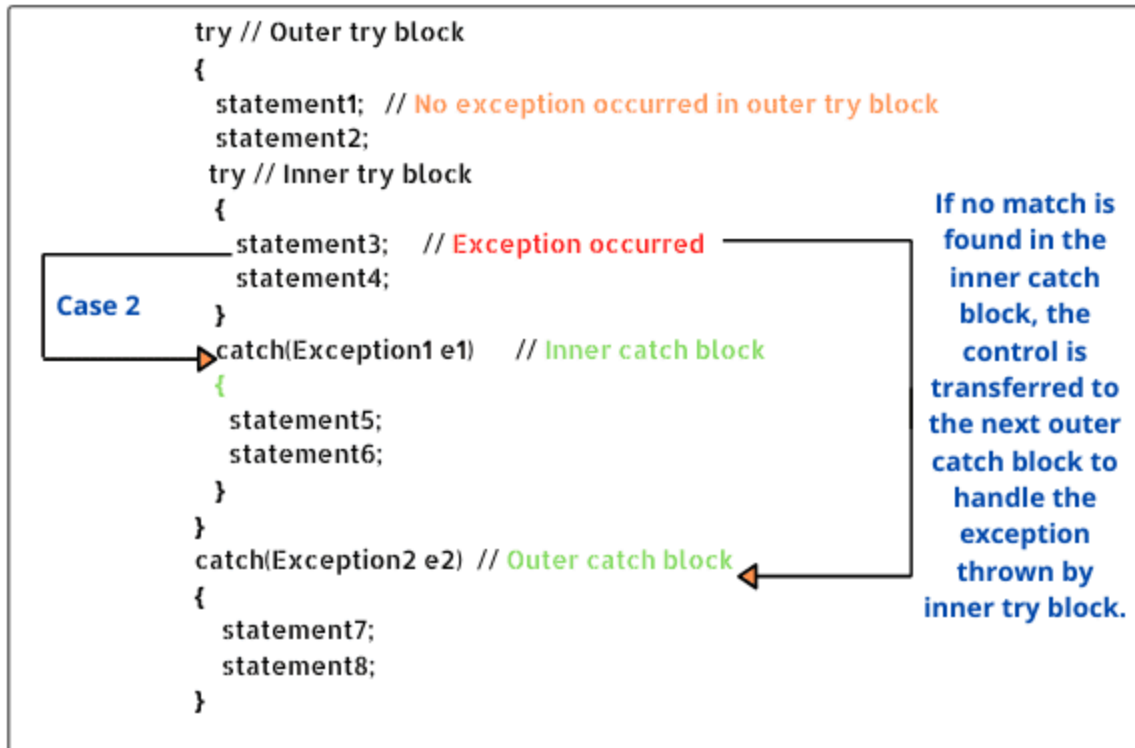 try // Outer try block
{
statement1; // No exception occurred in outer try block
statement2;
try // Inner try block
{
statement3; // Exception occurred
statement4;
}
catch(Exception1 e1) // Inner catch block
{
statement5;
statement6;
}
}
catch(Exception2 e2) // Outer catch block
{
statement7;
statement8;
}
Case 2
If no match is
found in the
inner catch
block, the
control is
transferred to
the next outer
catch block to
handle the
exception
thrown by
inner try block.